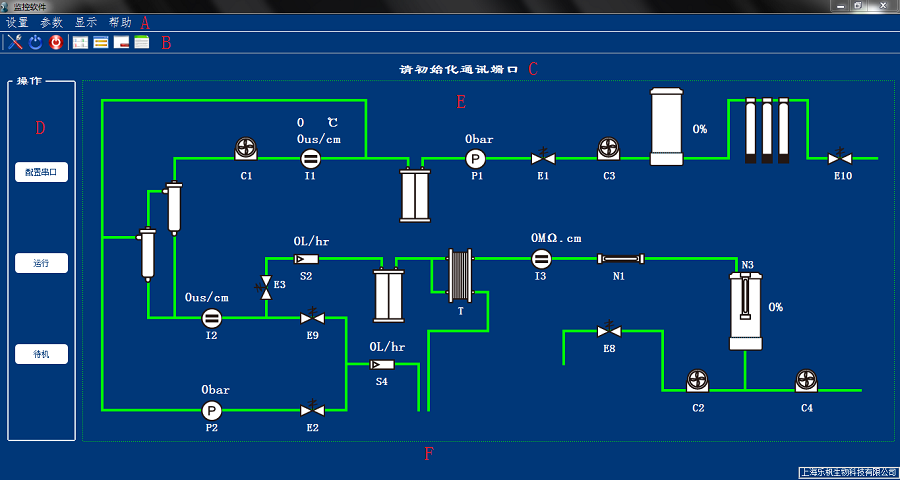 监控软件
设置 参数 显示 帮助 A
B
请初始化通讯端口 C
操作
D
E
配置串口
运行
待机
0 ℃
0us/cm
C1
I1
0bar
P1
E1
C3
0%
E10
0L/hr
S2
E3
0us/cm
I2
E9
T
0MΩ.cm
I3
N1
N3
0%
E8
0L/hr
S4
0bar
P2
E2
C2
C4
F
上海乐枫生物科技有限公司